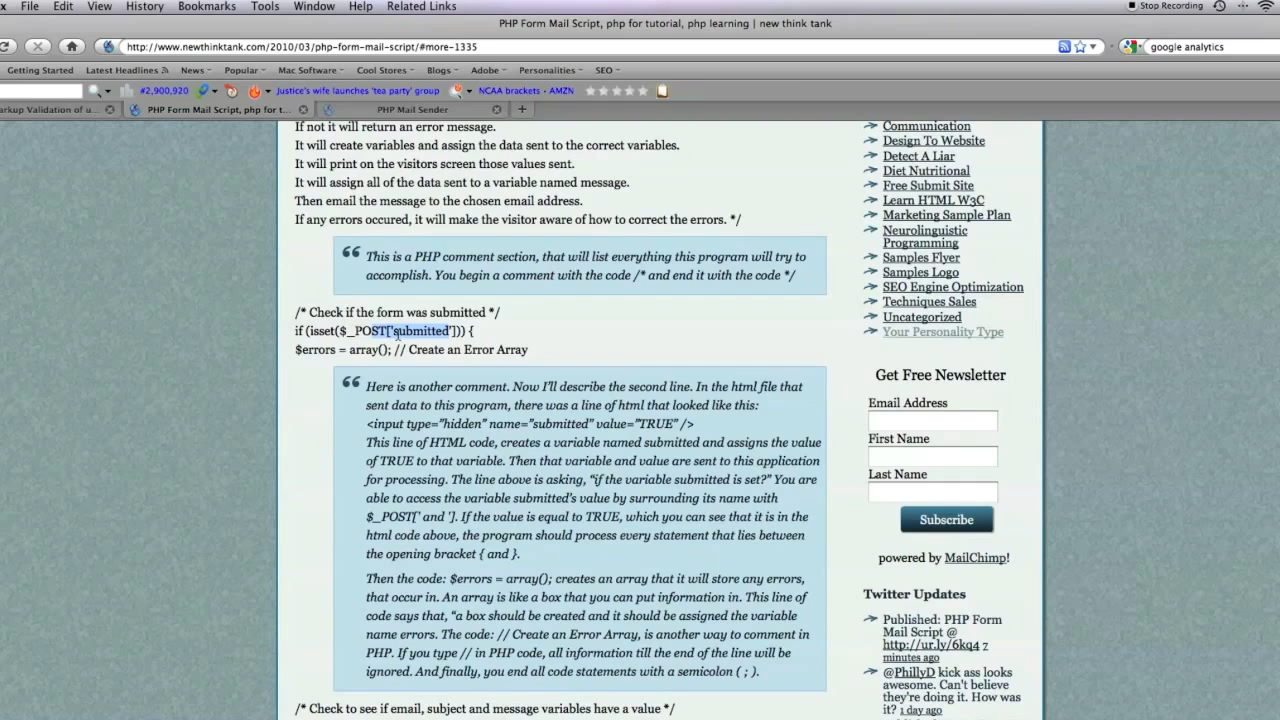 File Edit View History Bookmarks Tools Window Help Related Links Stop Recording
PHP Form Mail Script, php for tutorial, php learning | new think tank
http://www.newthinktank.com/2010/03/php-form-mail-script/#more-1335 google analytics
Getting Started Latest Headlines News Popular Mac Software Cool Stores Blogs Adobe Personalities SEO
#2,900,920 Justice's wife launches 'tea party' group NCAA brackets · AMZN
arkup Validation of u... PHP Form Mail Script, php for t... PHP Mail Sender
If not it will return an error message.
It will create variables and assign the data sent to the correct variables.
It will print on the visitors screen those values sent.
It will assign all of the data sent to a variable named message.
Then email the message to the chosen email address.
If any errors occured, it will make the visitor aware of how to correct the errors. */
This is a PHP comment section, that will list everything this program will try to
accomplish. You begin a comment with the code /* and end it with the code */
/* Check if the form was submitted */
if (isset($_POST['submitted'])) {
$errors = array(); // Create an Error Array
Here is another comment. Now I'll describe the second line. In the html file that
sent data to this program, there was a line of html that looked like this:
<input type="hidden" name="submitted" value="TRUE" />
This line of HTML code, creates a variable named submitted and assigns the value
of TRUE to that variable. Then that variable and value are sent to this application
for processing. The line above is asking, "if the variable submitted is set?" You are
able to access the variable submitted's value by surrounding its name with
$_POST[' and ']. If the value is equal to TRUE, which you can see that it is in the
html code above, the program should process every statement that lies between
the opening bracket { and }.
Then the code: $errors = array(); creates an array that it will store any errors,
that occur in. An array is like a box that you can put information in. This line of
code says that, "a box should be created and it should be assigned the variable
name errors. The code: // Create an Error Array, is another way to comment in
PHP. If you type // in PHP code, all information till the end of the line will be
ignored. And finally, you end all code statements with a semicolon ( ; ).
/* Check to see if email, subject and message variables have a value */
Communication
Design To Website
Detect A Liar
Diet Nutritional
Free Submit Site
Learn HTML W3C
Marketing Sample Plan
Neurolinguistic
Programming
Samples Flyer
Samples Logo
SEO Engine Optimization
Techniques Sales
Uncategorized
Your Personality Type
Get Free Newsletter
Email Address
First Name
Last Name
Subscribe
powered by MailChimp!
Twitter Updates
Published: PHP Form
Mail Script @
http://ur.ly/6kq4 7
minutes ago
@PhillyD kick ass looks
awesome. Can't believe
they're doing it. How was
it? 1 day ago